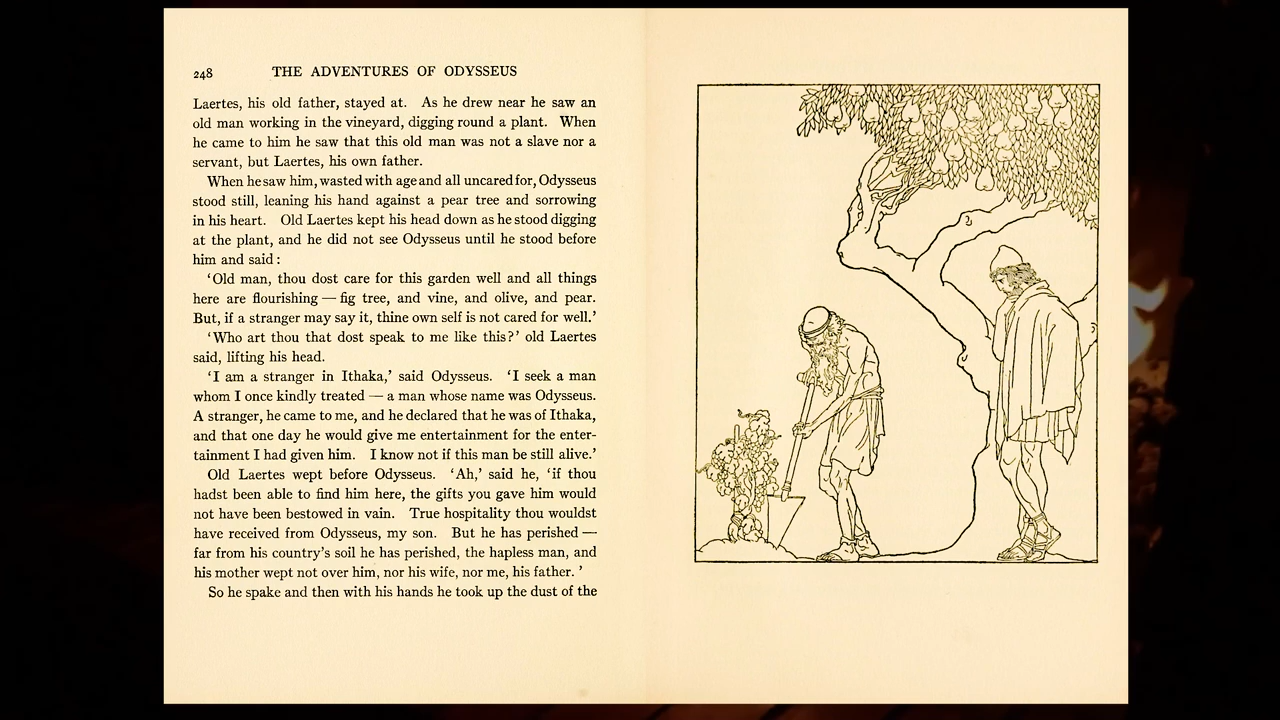 248 THE ADVENTURES OF ODYSSEUS
Laertes, his old father, stayed at. As he drew near he saw an
old man working in the vineyard, digging round a plant. When
he came to him he saw that this old man was not a slave nor a
servant, but Laertes, his own father.
When he saw him, wasted with age and all uncared for, Odysseus
stood still, leaning his hand against a pear tree and sorrowing
in his heart. Old Laertes kept his head down as he stood digging
at the plant, and he did not see Odysseus until he stood before
him and said:
‘Old man, thou dost care for this garden well and all things
here are flourishing — fig tree, and vine, and olive, and pear.
But, if a stranger may say it, thine own self is not cared for well.’
‘Who art thou that dost speak to me like this?’ old Laertes
said, lifting his head.
‘I am a stranger in Ithaka,’ said Odysseus. ‘I seek a man
whom I once kindly treated — a man whose name was Odysseus.
A stranger, he came to me, and he declared that he was of Ithaka,
and that one day he would give me entertainment for the enter-
tainment I had given him. I know not if this man be still alive.’
Old Laertes wept before Odysseus. ‘Ah,’ said he, ‘if thou
hadst been able to find him here, the gifts you gave him would
not have been bestowed in vain. True hospitality thou wouldst
have received from Odysseus, my son. But he has perished —
far from his country’s soil he has perished, the hapless man, and
his mother wept not over him, nor his wife, nor me, his father. ’
So he spake and then with his hands he took up the dust of the